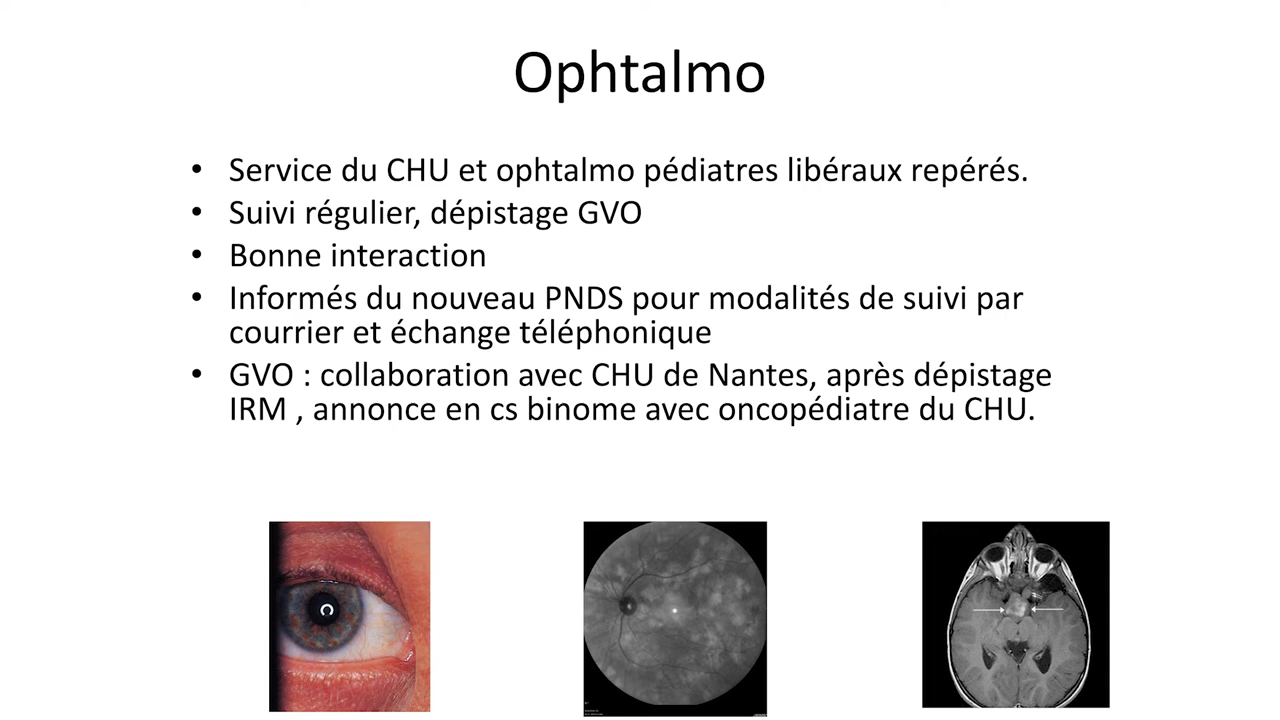 Ophtalmo
• Service du CHU et ophtalmo pédiatres libéraux repérés.
• Suivi régulier, dépistage GVO
• Bonne interaction
• Informés du nouveau PNDS pour modalités de suivi par
courrier et échange téléphonique
• GVO : collaboration avec CHU de Nantes, après dépistage
IRM , annonce en cs binome avec oncopédiatre du CHU.